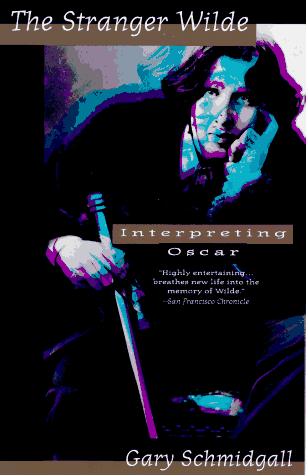 The Stranger Wilde
Interpreting
Oscar
"Highly entertaining...
breathes new life into the
memory of Wilde."
—San Francisco Chronicle
Gary Schmidgall